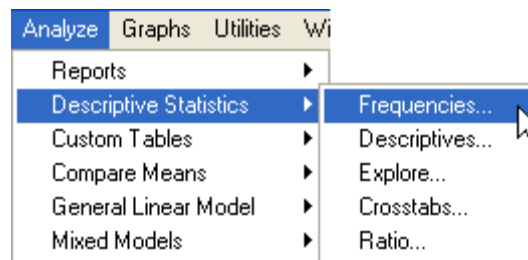 Analyze Graphs Utilities Wi
Reports
Descriptive Statistics
Custom Tables
Compare Means
General Linear Model
Mixed Models
Frequencies...
Descriptives...
Explore...
Crosstabs...
Ratio...